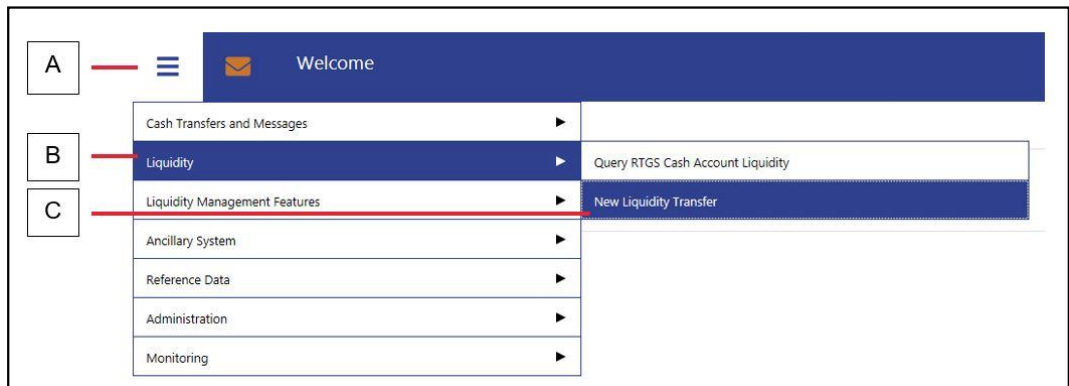 A
Welcome
Cash Transfers and Messages
B
Liquidity
Query RTGS Cash Account Liquidity
C
Liquidity Management Features
New Liquidity Transfer
Ancillary System
Reference Data
Administration
Monitoring